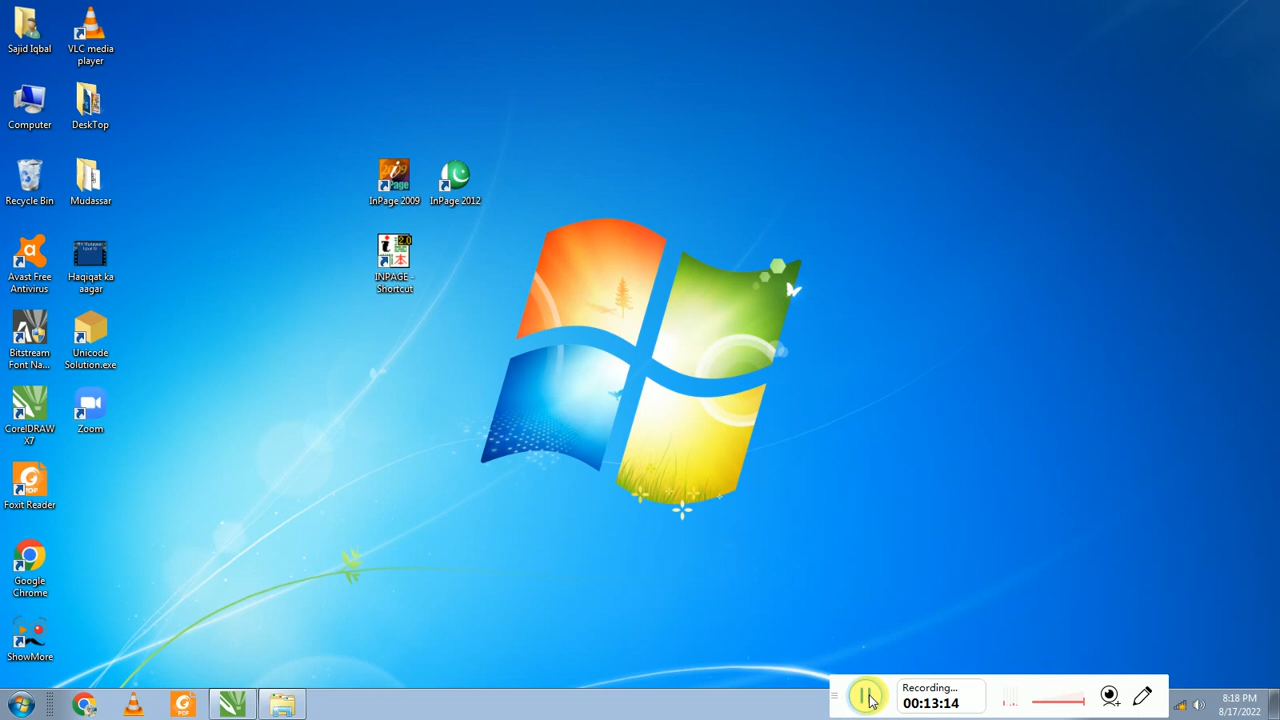 Sajid Iqbal
VLC media
player
Computer
DeskTop
Recycle Bin
Mudassar
InPage 2009
InPage 2012
Avast Free
Antivirus
Haqiqat ka
aagar
INPAGE -
Shortcut
Bitstream
Font Na...
Unicode
Solution.exe
CorelDRAW
X7
Zoom
Foxit Reader
Google
Chrome
ShowMore
Recording...
00:13:14
8:18 PM
8/17/2022